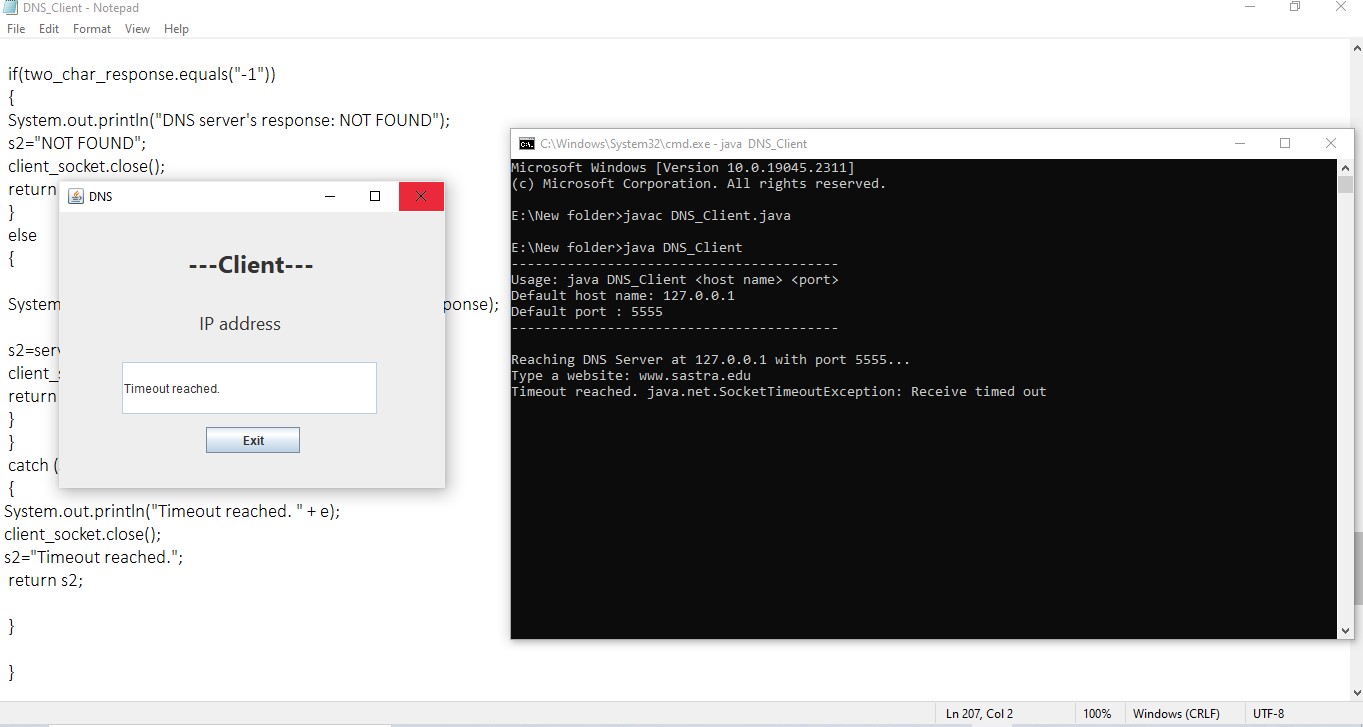 DNS_Client - Notepad
File Edit Format View Help
if(two_char_response.equals("-1"))
{
System.out.println("DNS server's response: NOT FOUND");
s2="NOT FOUND";
client_socket.close();
return
}
else
{
System
ponse);
s2=serv
client_s
return
}
}
catch (
{
System.out.println("Timeout reached. " + e);
client_socket.close();
s2="Timeout reached.";
return s2;
}
}
DNS
---Client---
IP address
Timeout reached.
Exit
C:\Windows\System32\cmd.exe - java DNS_Client
Microsoft Windows [Version 10.0.19045.2311]
(c) Microsoft Corporation. All rights reserved.
E:\New folder>javac DNS_Client.java
E:\New folder>java DNS_Client
-----------------------------------------
Usage: java DNS_Client <host name> <port>
Default host name: 127.0.0.1
Default port : 5555
-----------------------------------------
Reaching DNS Server at 127.0.0.1 with port 5555...
Type a website: www.sastra.edu
Timeout reached. java.net.SocketTimeoutException: Receive timed out
Ln 207, Col 2
100%
Windows (CRLF)
UTF-8